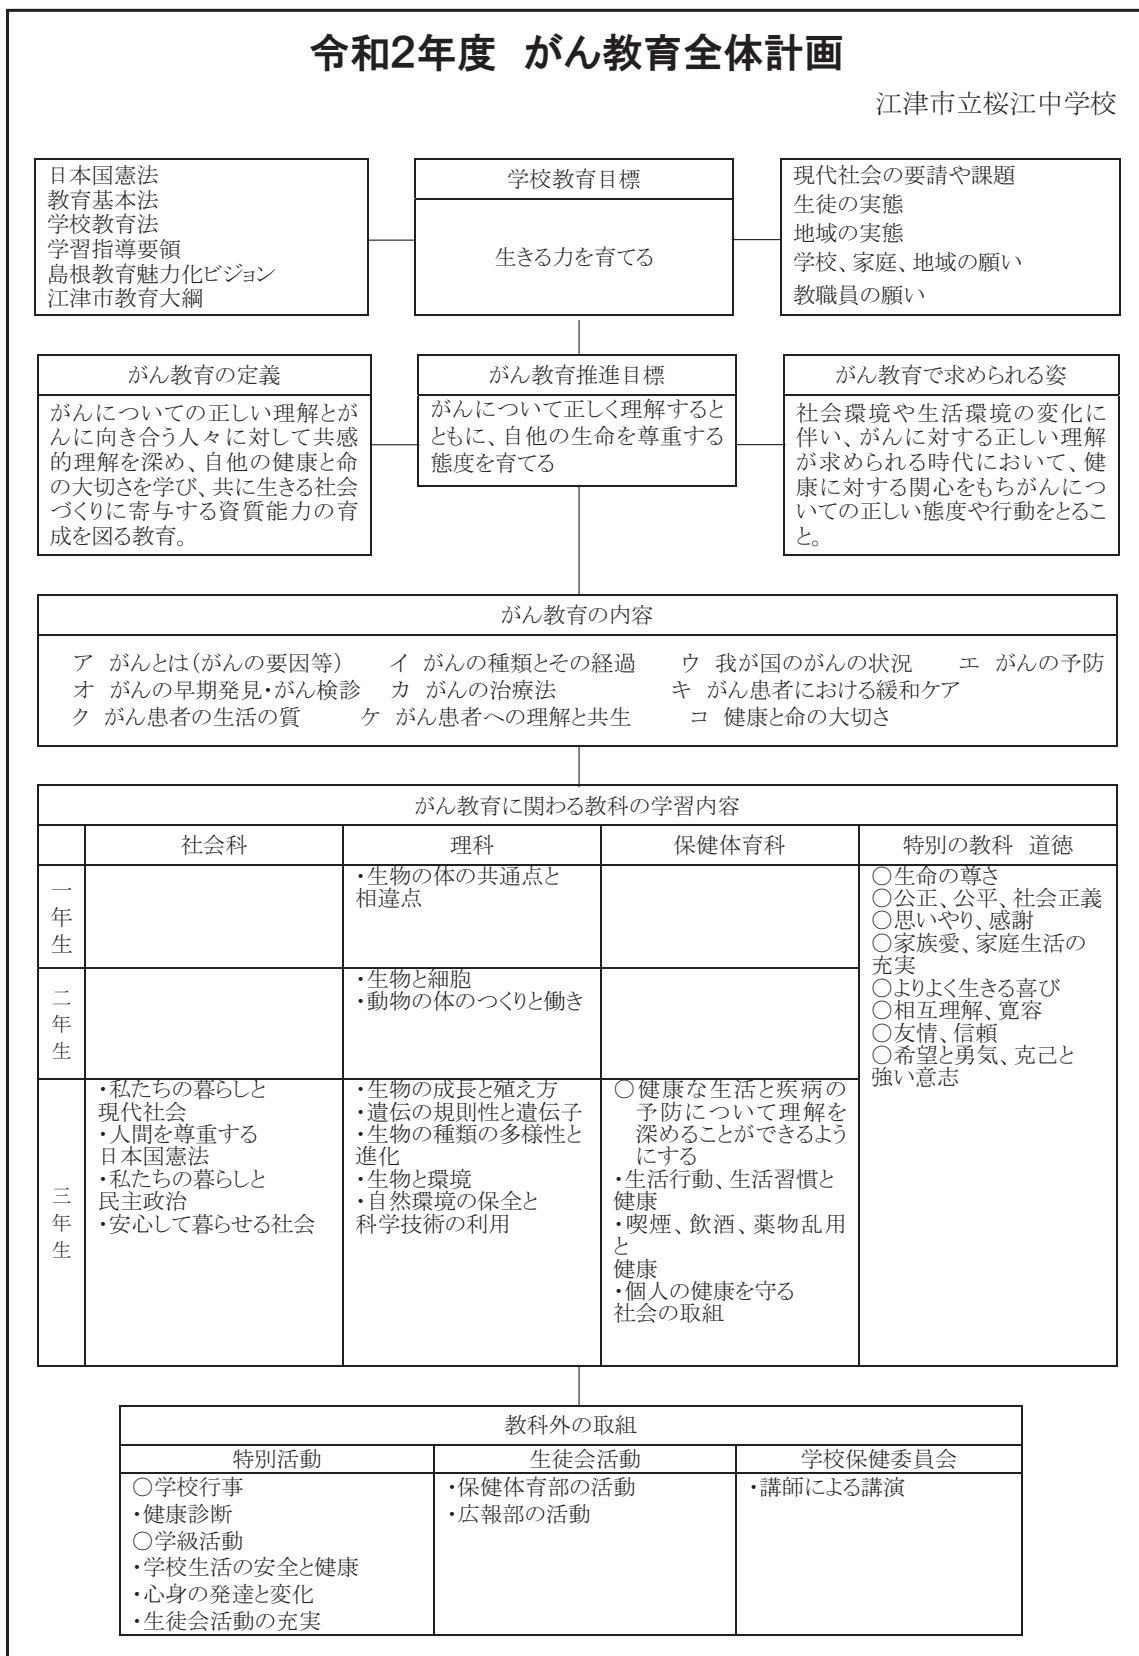 令和2年度 がん教育全体計画
江津市立桜江中学校
日本国憲法
教育基本法
学校教育法
学習指導要領
島根教育魅力化ビジョン
江津市教育大綱
学校教育目標
生きる力を育てる
現代社会の要請や課題
生徒の実態
地域の実態
学校、家庭、地域の願い
教職員の願い
がん教育の定義
がんについての正しい理解とが
んに向き合う人々に対して共感
的理解を深め、自他の健康と命
の大切さを学び、共に生きる社会
づくりに寄与する資質能力の育
成を図る教育。
がん教育推進目標
がんについて正しく理解すると
ともに、自他の生命を尊重する
態度を育てる
がん教育で求められる姿
社会環境や生活環境の変化に
伴い、がんに対する正しい理解
が求められる時代において、健
康に対する関心をもちがんにつ
いての正しい態度や行動をとるこ
と。
がん教育の内容
ア がんとは(がんの要因等) イ がんの種類とその経過 ウ 我が国のがんの状況 エ がんの予防
オ がんの早期発見・がん検診 カ がんの治療法 キ がん患者における緩和ケア
ク がん患者の生活の質 ケ がん患者への理解と共生 コ 健康と命の大切さ
がん教育に関わる教科の学習内容
社会科 理科 保健体育科 特別の教科 道徳
一年生
・生物の体の共通点と
相違点
○生命の尊さ
○公正、公平、社会正義
○思いやり、感謝
○家族愛、家庭生活の
充実
○よりよく生きる喜び
○相互理解、寛容
○友情、信頼
○希望と勇気、克己と
強い意志
二年生
・生物と細胞
・動物の体のつくりと働き
三年生
・私たちの暮らしと
現代社会
・人間を尊重する
日本国憲法
・私たちの暮らしと
民主政治
・安心して暮らせる社会
・生物の成長と殖え方
・遺伝の規則性と遺伝子
・生物の種類の多様性と
進化
・生物と環境
・自然環境の保全と
科学技術の利用
○健康な生活と疾病の
予防について理解を
深めることができるよう
にする
・生活行動、生活習慣と
健康
・喫煙、飲酒、薬物乱用
と
健康
・個人の健康を守る
社会の取組
教科外の取組
特別活動 生徒会活動 学校保健委員会
○学校行事
・健康診断
○学級活動
・学校生活の安全と健康
・心身の発達と変化
・生徒会活動の充実
・保健体育部の活動
・広報部の活動
・講師による講演